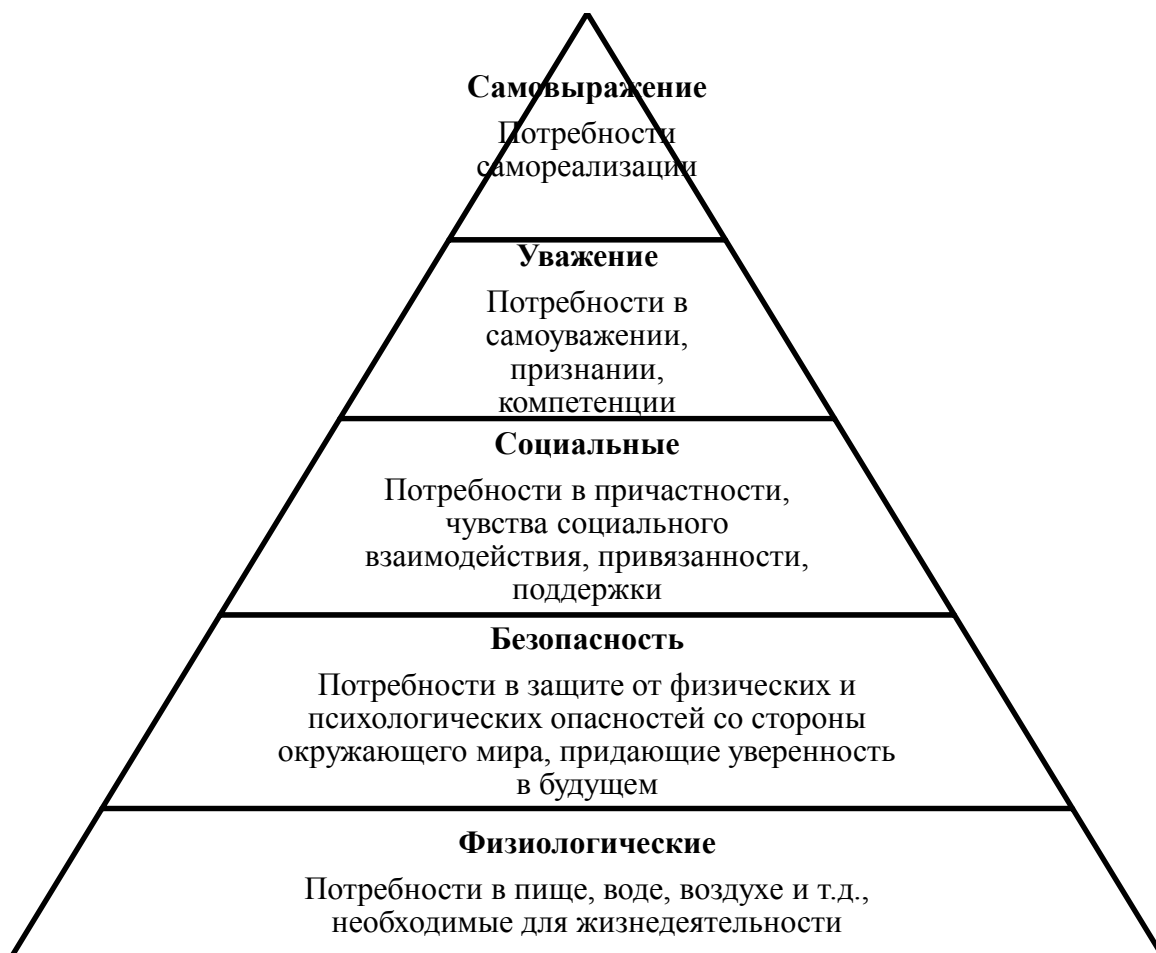 Самовыражение
Потребности
самореализации
Уважение
Потребности в
самоуважении,
признании,
компетенции
Социальные
Потребности в причастности,
чувства социального
взаимодействия, привязанности,
поддержки
Безопасность
Потребности в защите от физических и
психологических опасностей со стороны
окружающего мира, придающие уверенность
в будущем
Физиологические
Потребности в пище, воде, воздухе и т.д.,
необходимые для жизнедеятельности